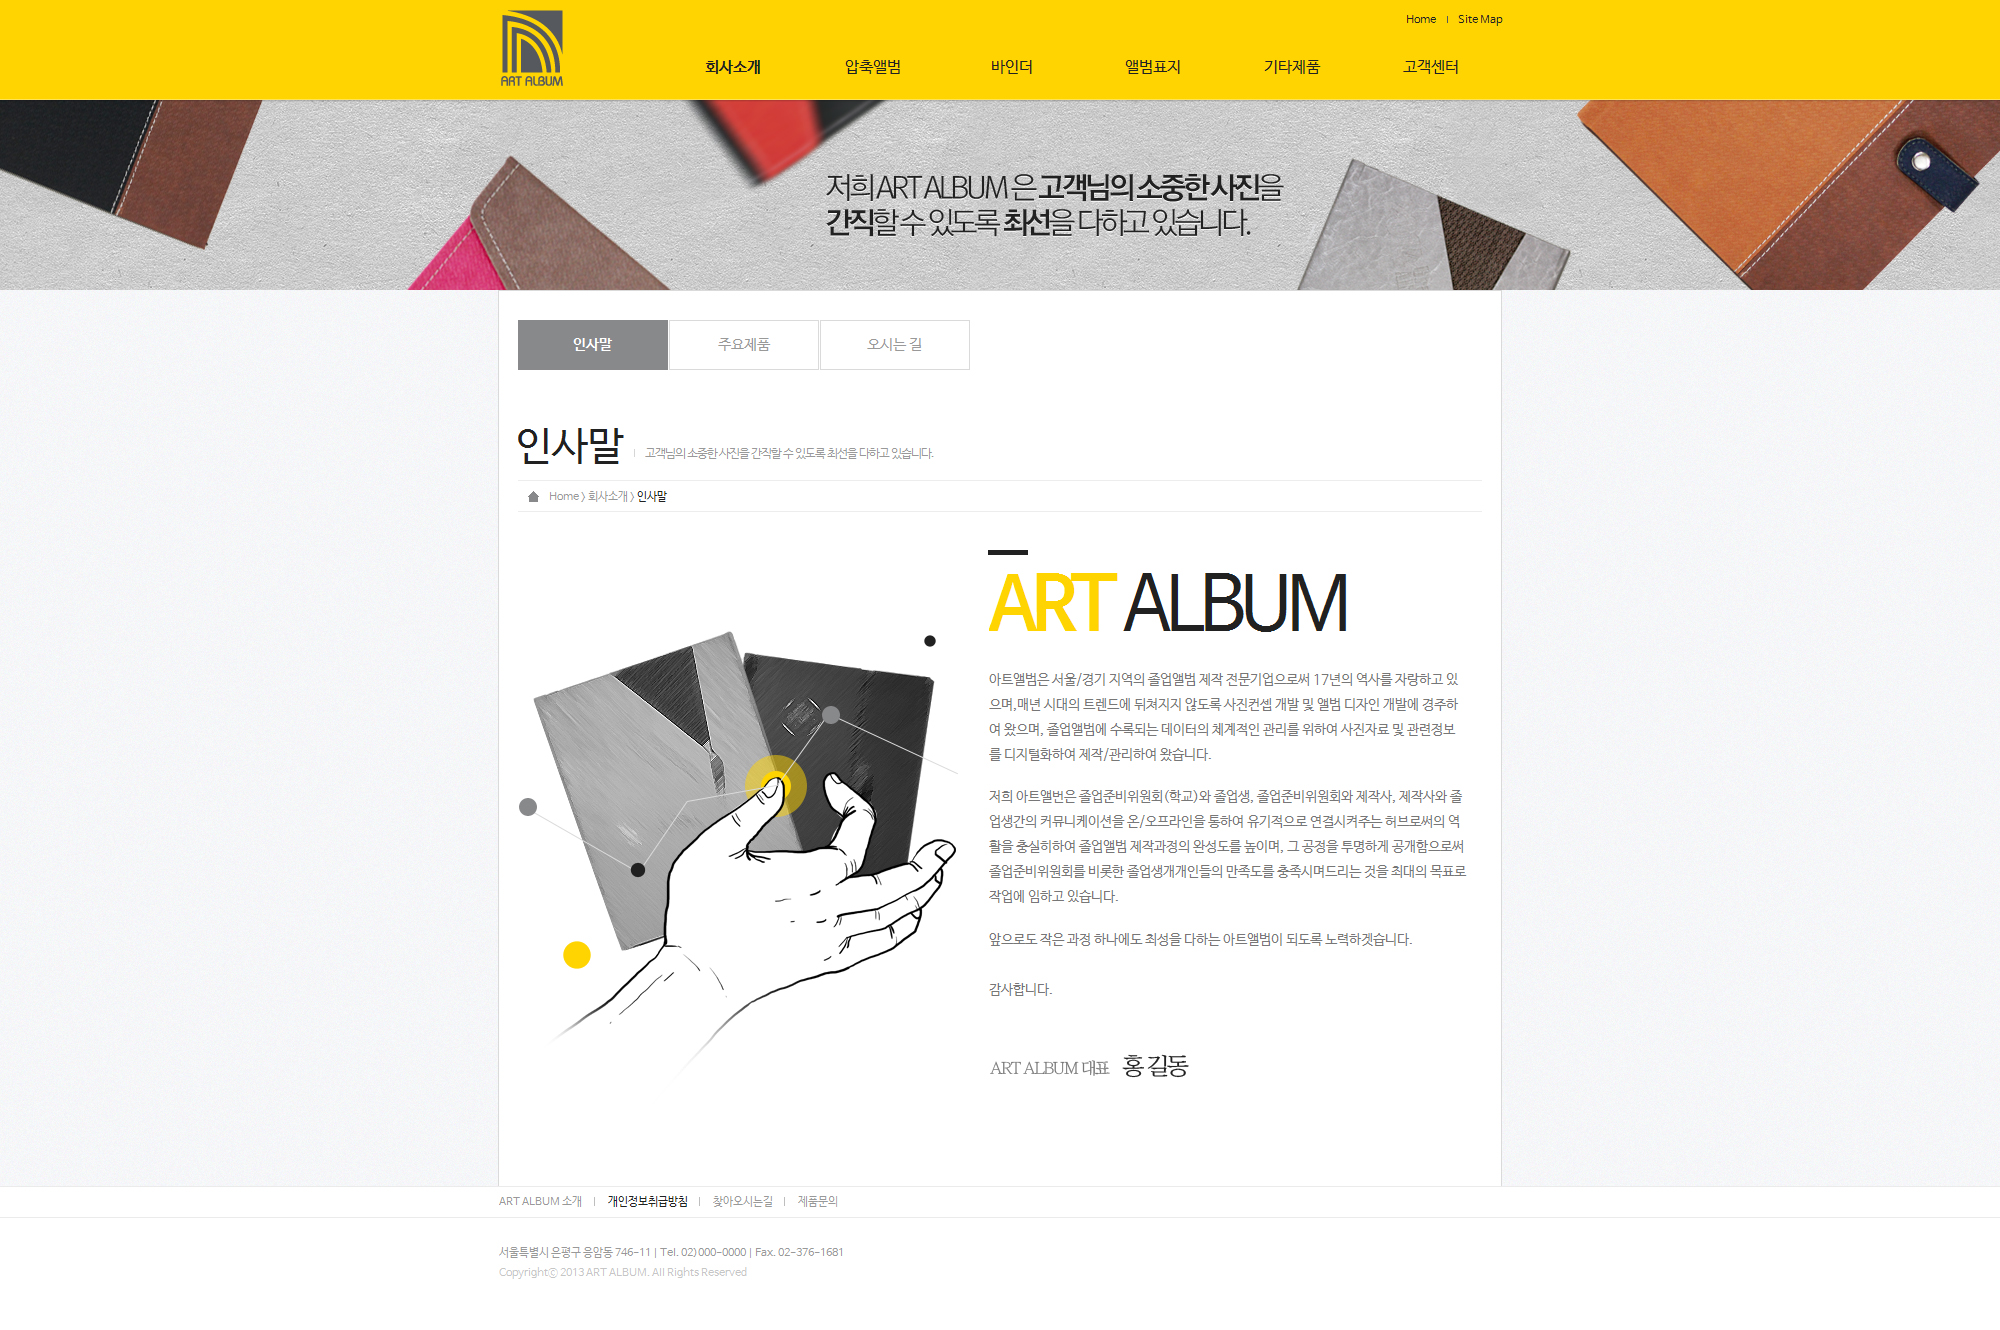 ART ALBUM
Home
Site Map
회사소개
압축앨범
바인더
앨범표지
기타제품
고객센터
저희 ART ALBUM 은 고객님의 소중한 사진을
간직할 수 있도록 최선을 다하고 있습니다.
인사말
주요제품
오시는 길
인사말
고객님의 소중한 사진을 간직할 수 있도록 최선을 다하고 있습니다.
Home > 회사소개 > 인사말
ART ALBUM
아트앨범은 서울/경기 지역의 졸업앨범 제작 전문기업으로써 17년의 역사를 자랑하고 있
으며,매년 시대의 트렌드에 뒤쳐지지 않도록 사진컨셉 개발 및 앨범 디자인 개발에 경주하
여 왔으며, 졸업앨범에 수록되는 데이터의 체계적인 관리를 위하여 사진자료 및 관련정보
를 디지털화하여 제작/관리하여 왔습니다.
저희 아트앨번은 졸업준비위원회(학교)와 졸업생, 졸업준비위원회와 제작사, 제작사와 졸
업생간의 커뮤니케이션을 온/오프라인을 통하여 유기적으로 연결시켜주는 허브로써의 역
활을 충실히하여 졸업앨범 제작과정의 완성도를 높이며, 그 공정을 투명하게 공개함으로써
졸업준비위원회를 비롯한 졸업생개개인들의 만족도를 충족시며드리는 것을 최대의 목표로
작업에 임하고 있습니다.
앞으로도 작은 과정 하나에도 최성을 다하는 아트앨범이 되도록 노력하겟습니다.
감사합니다.
ART ALBUM 대표 홍 길동
ART ALBUM 소개 | 개인정보취급방침 | 찾아오시는길 | 제품문의
서울특별시 은평구 응암동 746-11 | Tel. 02)000-0000 | Fax. 02-376-1681
Copyrightⓒ 2013 ART ALBUM. All Rights Reserved